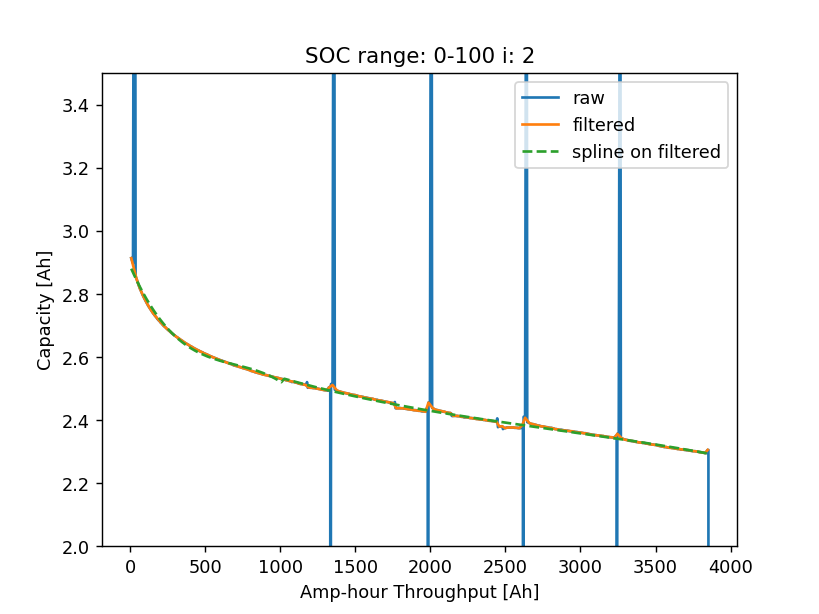 SOC range: 0-100 i: 2
raw
filtered
spline on filtered
Capacity [Ah]
3.4
3.2
3.0
2.8
2.6
2.4
2.2
2.0
0 500 1000 1500 2000 2500 3000 3500 4000
Amp-hour Throughput [Ah]